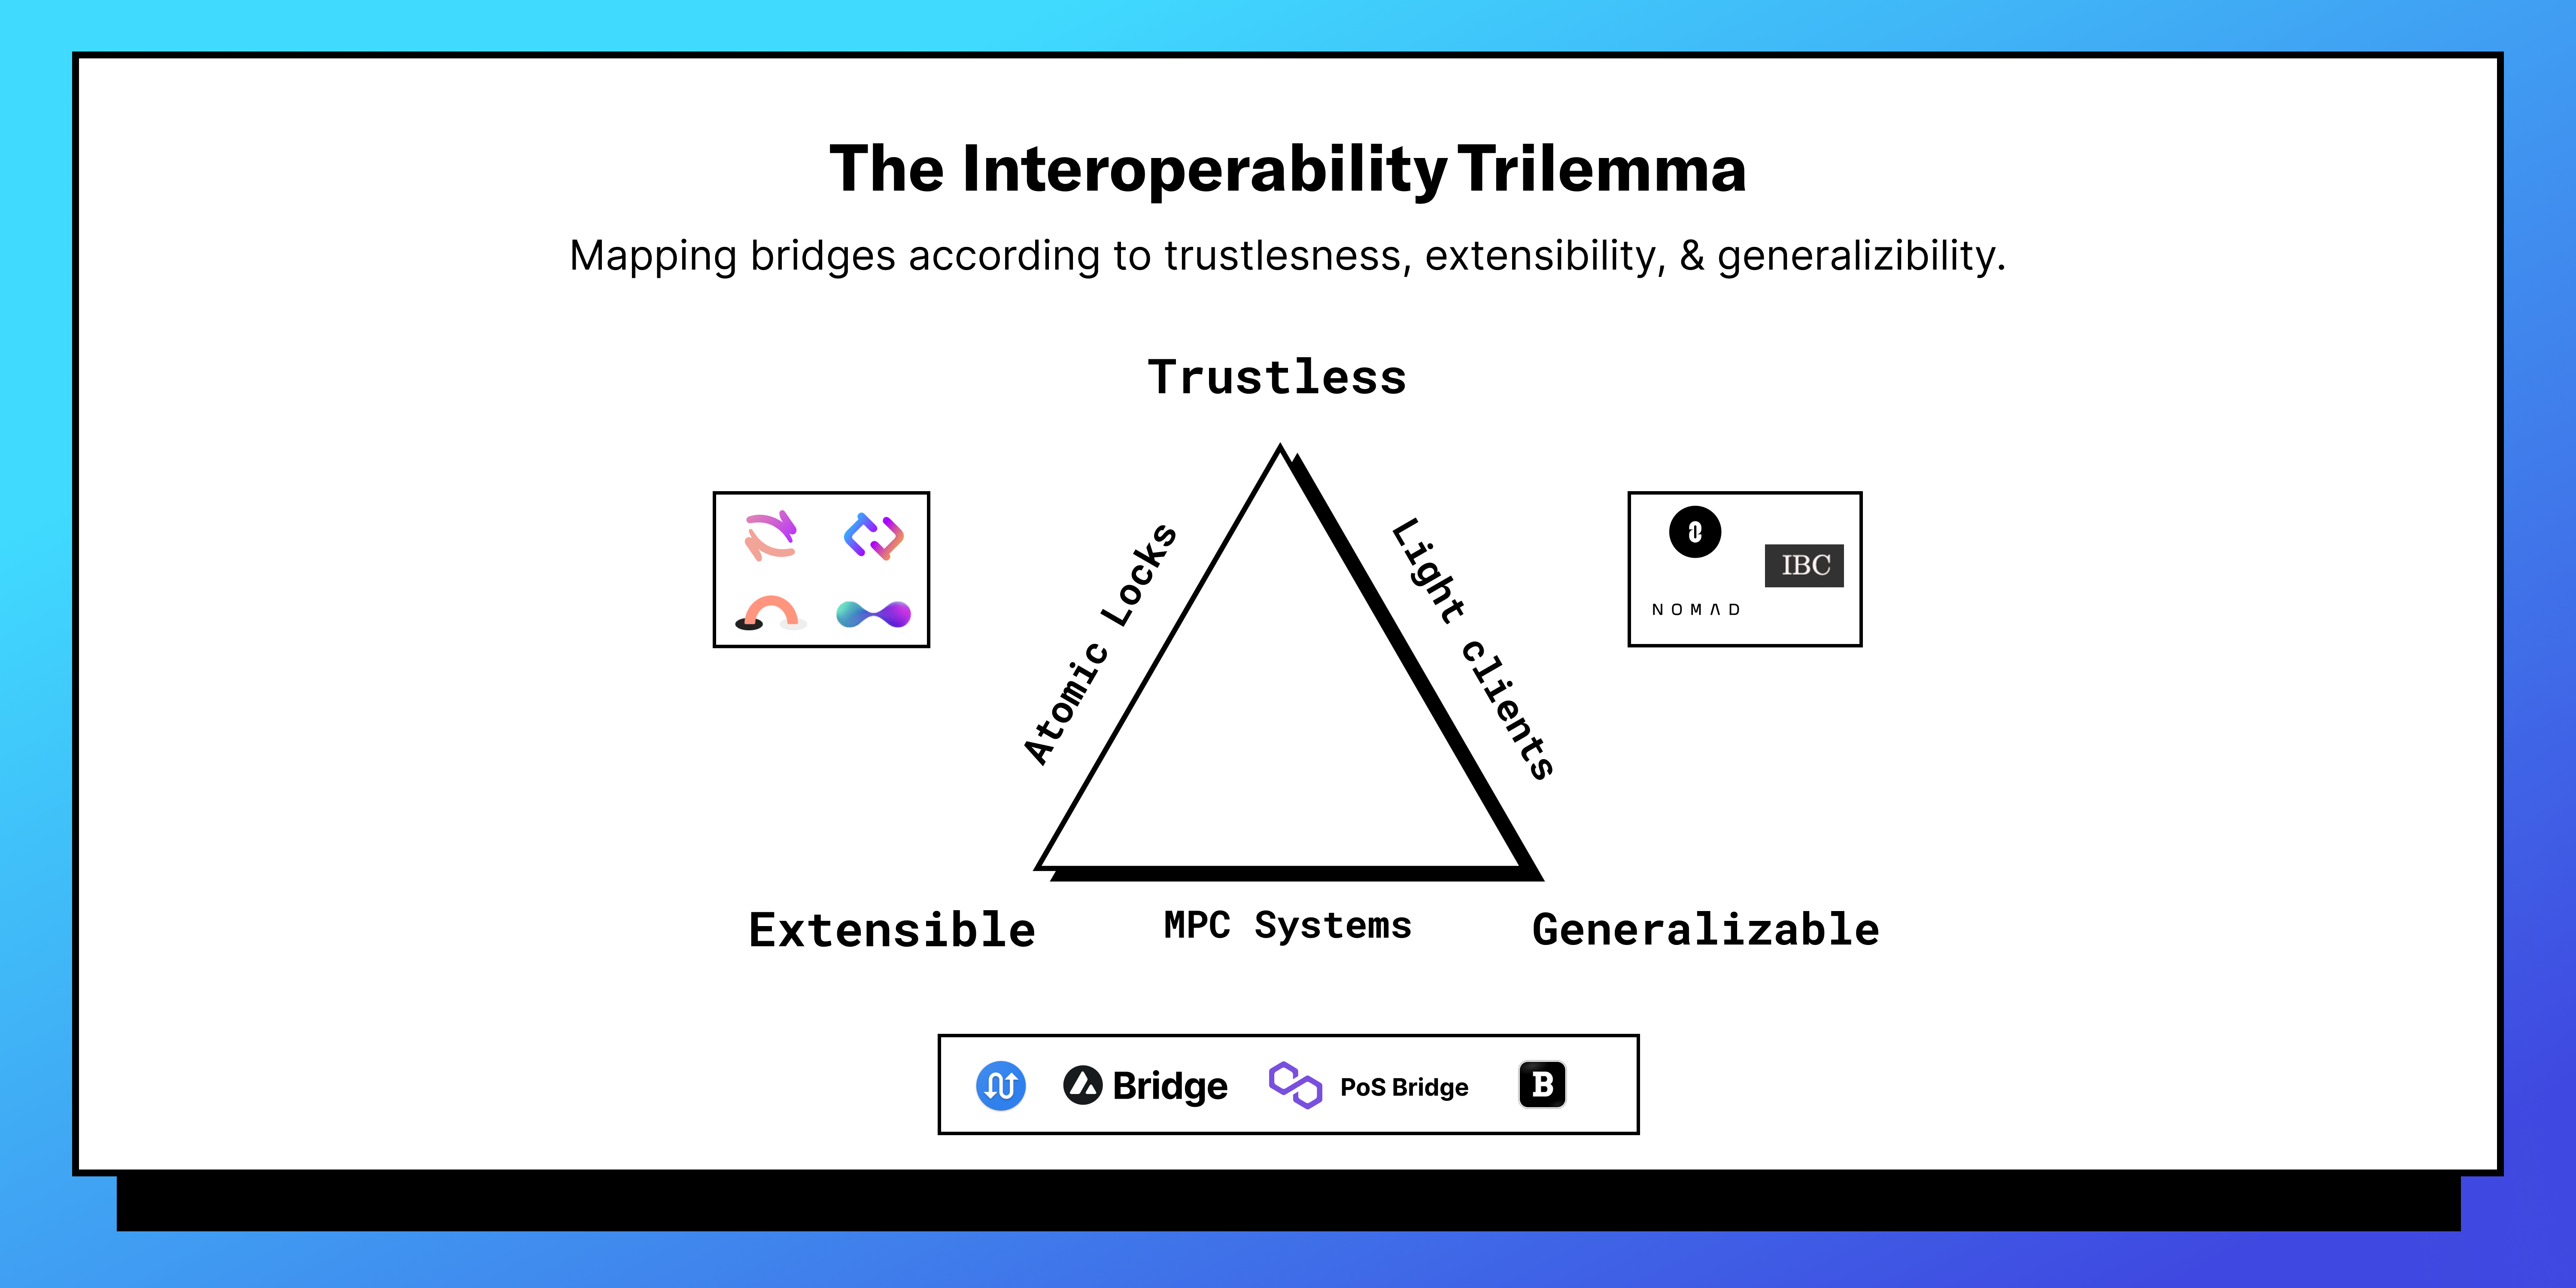 The Interoperability Trilemma
Mapping bridges according to trustlesness, extensibility, & generalizibility.
Trustless
Atomic Locks
Light clients
IBC
NOMAD
Extensible
MPC Systems
Generalizable
Bridge
PoS Bridge
B